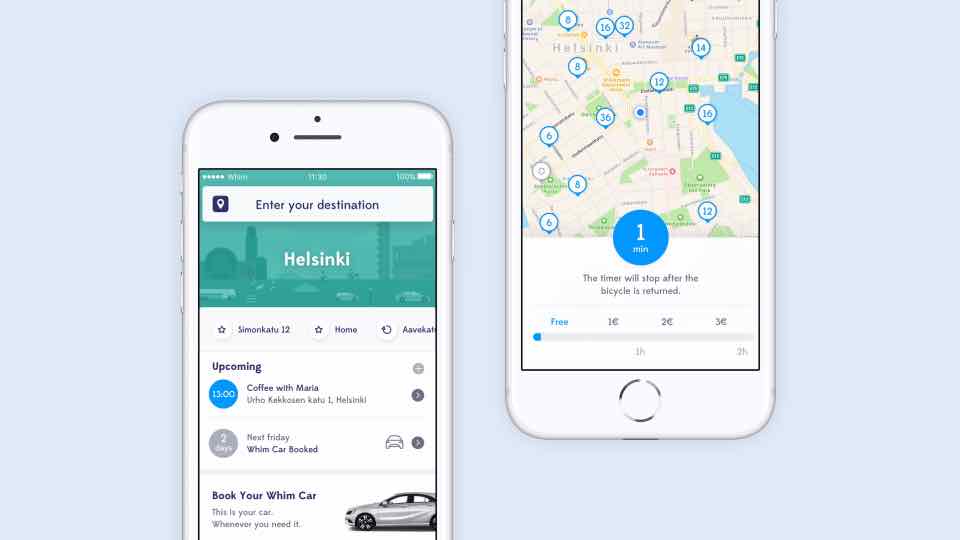 Whim
11:30
100%
Enter your destination
Helsinki
Simonkatu 12
Home
Aavekatu
Upcoming
13:00
Coffee with Maria
Urho Kekkosen katu 1, Helsinki
2
days
Next friday
Whim Car Booked
Book Your Whim Car
This is your car.
Whenever you need it.
8
16
32
Helsinki
14
8
12
36
16
6
8
12
6
1
min
The timer will stop after the
bicycle is returned.
Free
1€
2€
3€
1h
2h